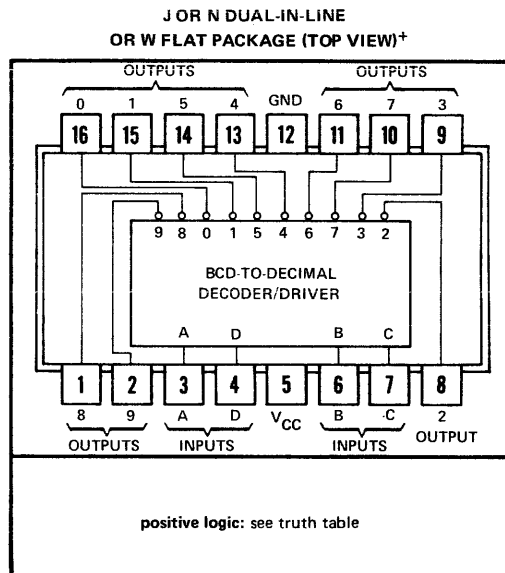 J OR N DUAL-IN-LINE
OR W FLAT PACKAGE (TOP VIEW)+
OUTPUTS OUTPUTS
0 1 5 4 GND 6 7 3
16 15 14 13 12 11 10 9
9 8 0 1 5 4 6 7 3 2
BCD-TO-DECIMAL
DECODER/DRIVER
A D B C
1 2 3 4 5 6 7 8
8 9 A D VCC B C 2
OUTPUTS INPUTS INPUTS OUTPUT
positive logic: see truth table